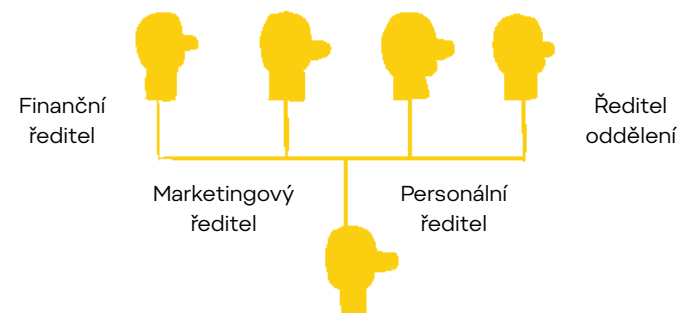 Finanční
ředitel
Marketingový
ředitel
Personální
ředitel
Ředitel
oddělení